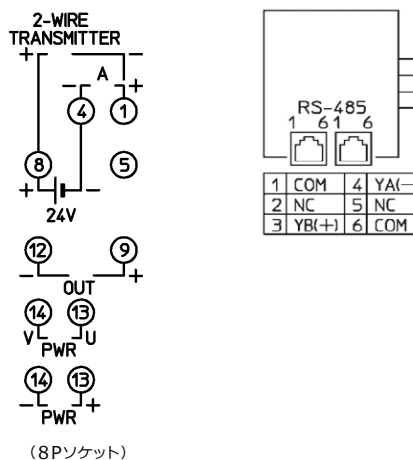 2-WIRE
TRANSMITTER
+ −
A
− +
4 1
8 5
+ −
24V
12 9
− +
OUT
14 13
V U
PWR
14 13
− +
PWR
(8Pソケット)
RS-485
1 6 1 6
1 COM 4 YA(−
2 NC 5 NC
3 YB(+) 6 COM